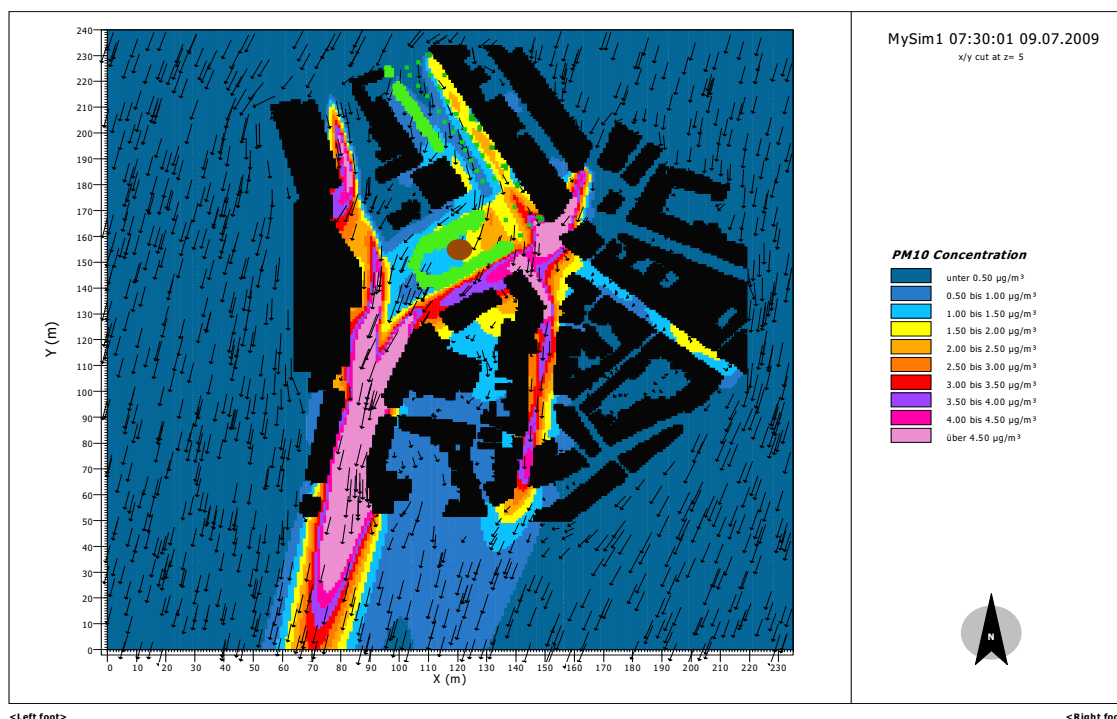 MySim1 07:30:01 09.07.2009
x/y cut at z= 5
Y (m)
240
230
220
210
200
190
180
170
160
150
140
130
120
110
100
90
80
70
60
50
40
30
20
10
0
0 10 20 30 40 50 60 70 80 90 100 110 120 130 140 150 160 170 180 190 200 210 220 230
X (m)
PM10 Concentration
unter 0.50 µg/m³
0.50 bis 1.00 µg/m³
1.00 bis 1.50 µg/m³
1.50 bis 2.00 µg/m³
2.00 bis 2.50 µg/m³
2.50 bis 3.00 µg/m³
3.00 bis 3.50 µg/m³
3.50 bis 4.00 µg/m³
4.00 bis 4.50 µg/m³
über 4.50 µg/m³
N
<Left foot>
<Right foo